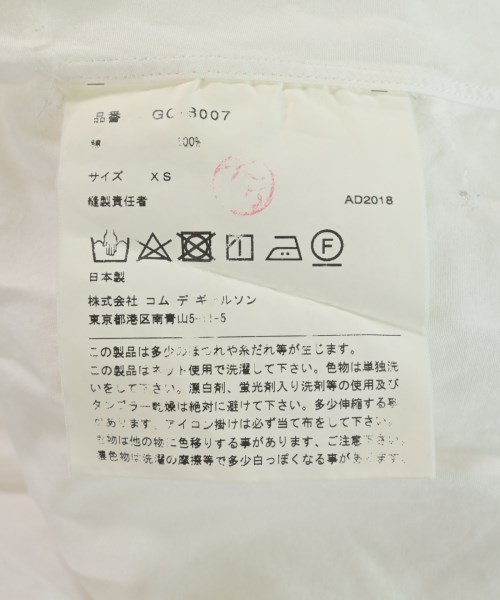 品番 GC-B007
綿 100%
サイズ XS
縫製責任者
AD2018
F
日本製
株式会社 コム デ ギャルソン
東京都港区南青山5-11-5
この製品は多少のほつれや糸だれ等が生じます。
この製品はネット使用で洗濯して下さい。色物は単独洗
いをして下さい。漂白剤、蛍光剤入り洗剤等の使用及び
タンブラー乾燥は絶対に避けて下さい。多少伸縮する事
があります。アイロン掛けは必ず当て布をして下さい。
色物は他の物に色移りする事があります、ご注意下さい。
濃色物は洗濯の摩擦等で多少白っぽくなる事があります。